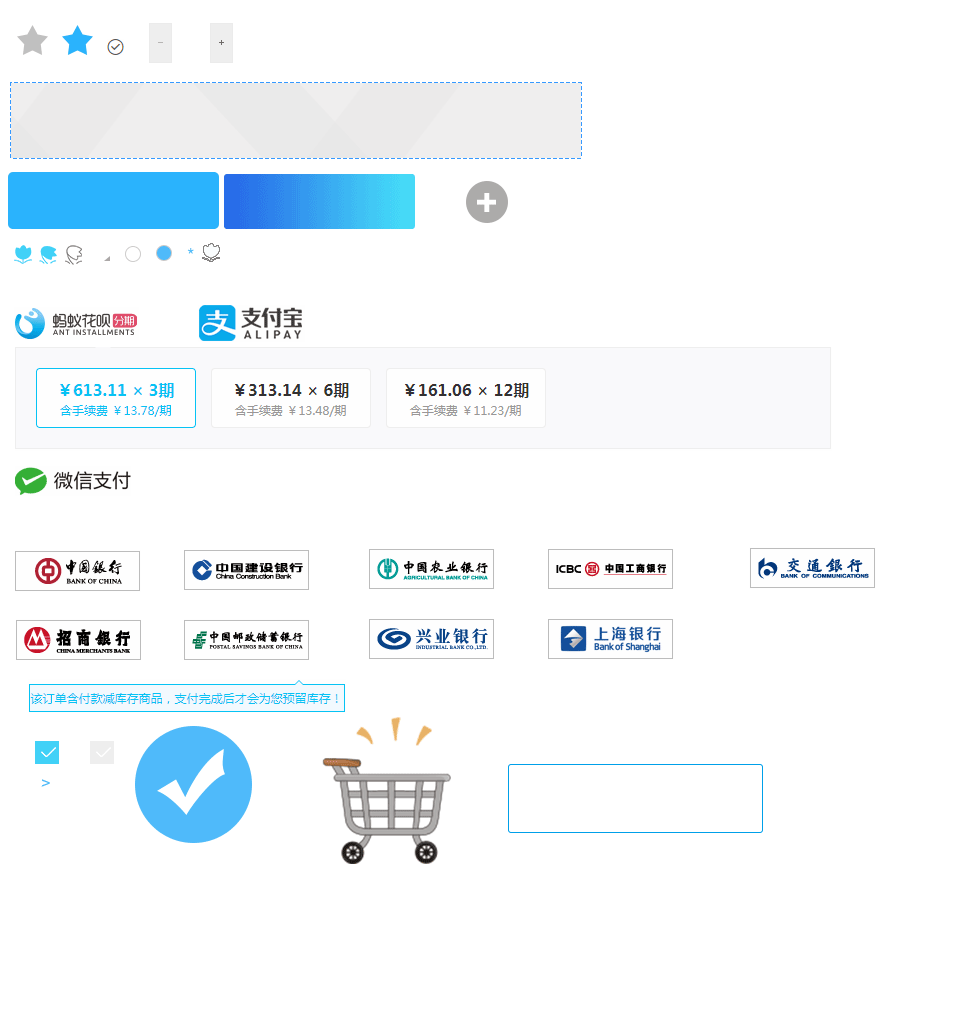 -
+
*
蚂蚁花呗 分期
ANT INSTALLMENTS
支 支付宝
ALIPAY
￥613.11 × 3期
含手续费 ￥13.78/期
￥313.14 × 6期
含手续费 ￥13.48/期
￥161.06 × 12期
含手续费 ￥11.23/期
微信支付
中国银行
BANK OF CHINA
中国建设银行
China Construction Bank
中国农业银行
AGRICULTURAL BANK OF CHINA
ICBC 中国工商银行
交通銀行
BANK OF COMMUNICATIONS
招商銀行
CHINA MERCHANTS BANK
中国邮政储蓄银行
POSTAL SAVINGS BANK OF CHINA
兴业银行
INDUSTRIAL BANK CO.,LTD.
上海银行
Bank of Shanghai
该订单含付款减库存商品，支付完成后才会为您预留库存！
>